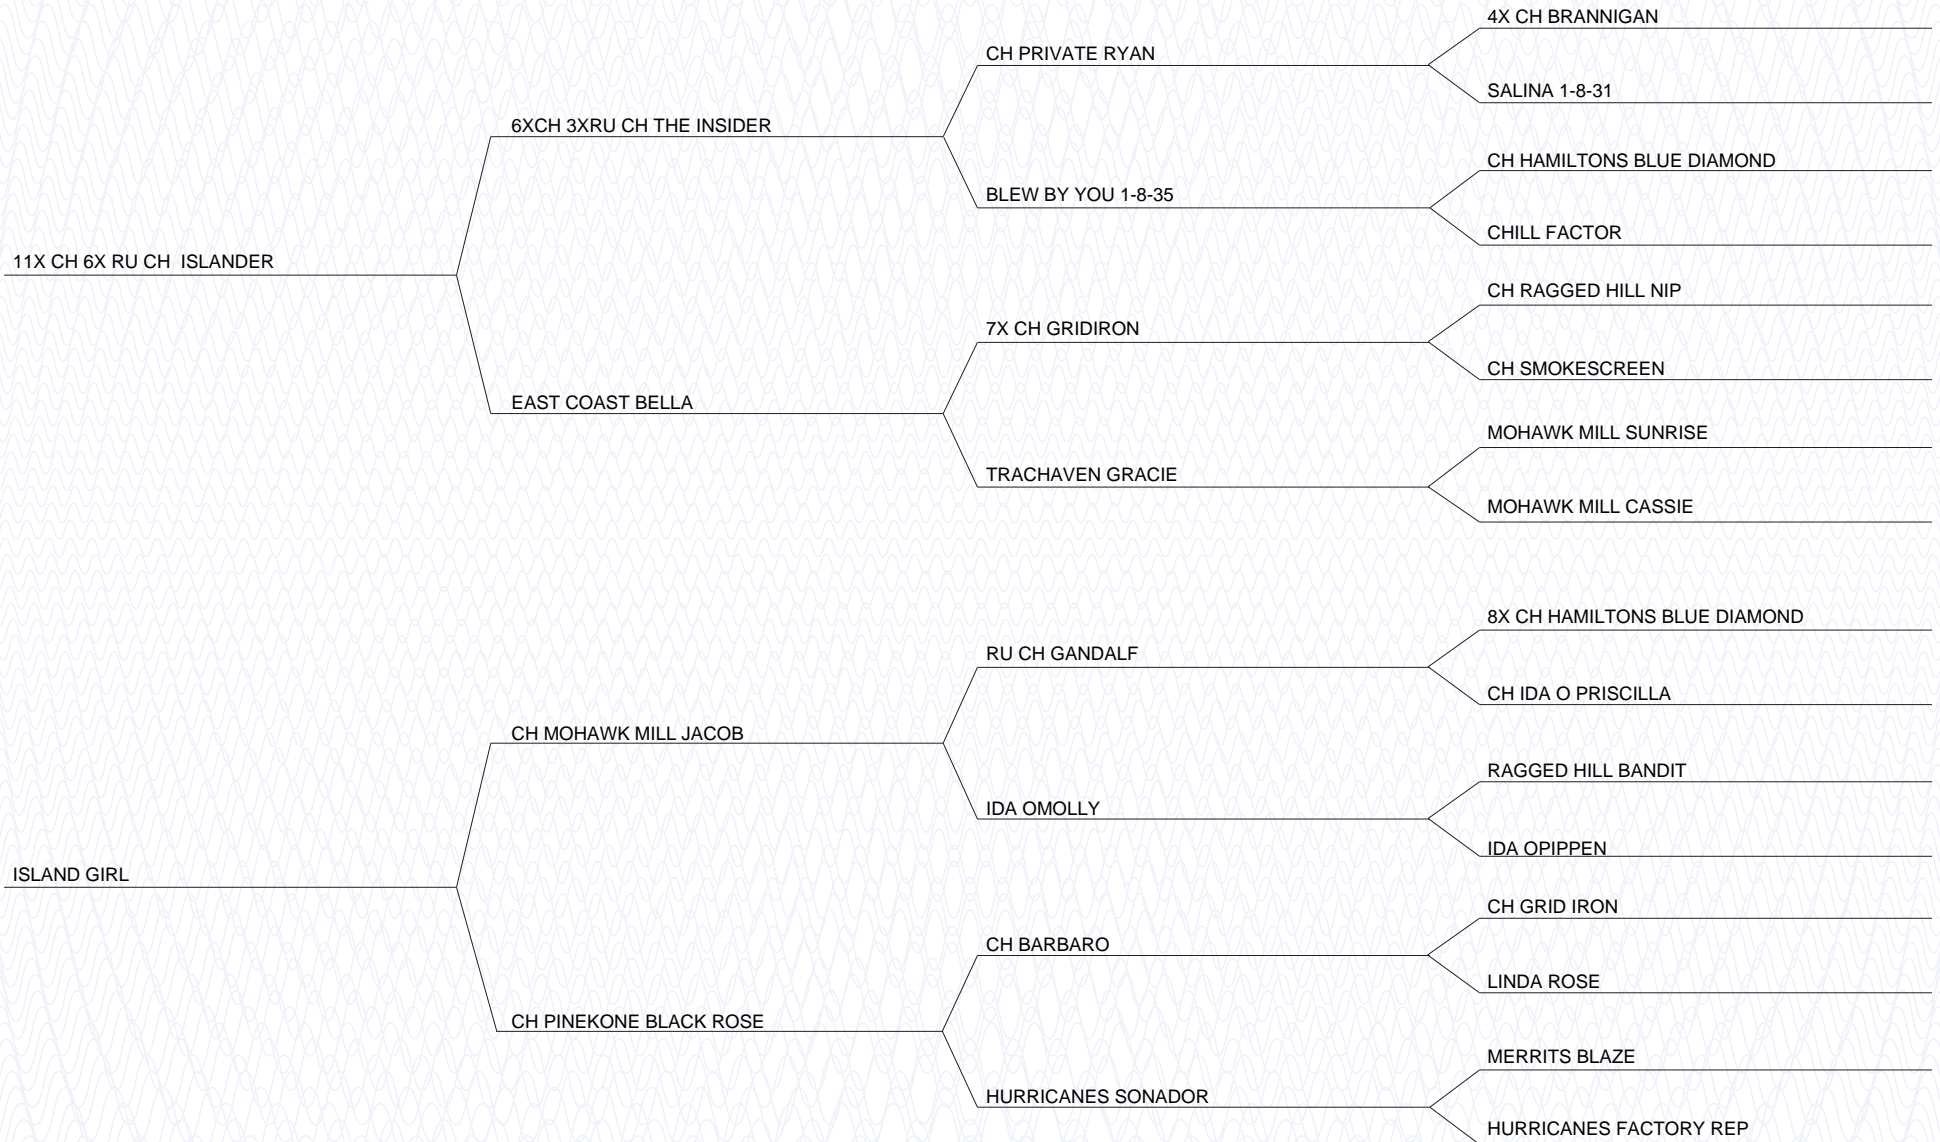 4X CH BRANNIGAN
CH PRIVATE RYAN
SALINA 1-8-31
6XCH 3XRU CH THE INSIDER
CH HAMILTONS BLUE DIAMOND
BLEW BY YOU 1-8-35
CHILL FACTOR
11X CH 6X RU CH  ISLANDER
CH RAGGED HILL NIP
7X CH GRIDIRON
CH SMOKESCREEN
EAST COAST BELLA
MOHAWK MILL SUNRISE
TRACHAVEN GRACIE
MOHAWK MILL CASSIE
8X CH HAMILTONS BLUE DIAMOND
RU CH GANDALF
CH IDA O PRISCILLA
CH MOHAWK MILL JACOB
RAGGED HILL BANDIT
IDA OMOLLY
IDA OPIPPEN
ISLAND GIRL
CH GRID IRON
CH BARBARO
LINDA ROSE
CH PINEKONE BLACK ROSE
MERRITS BLAZE
HURRICANES SONADOR
HURRICANES FACTORY REP